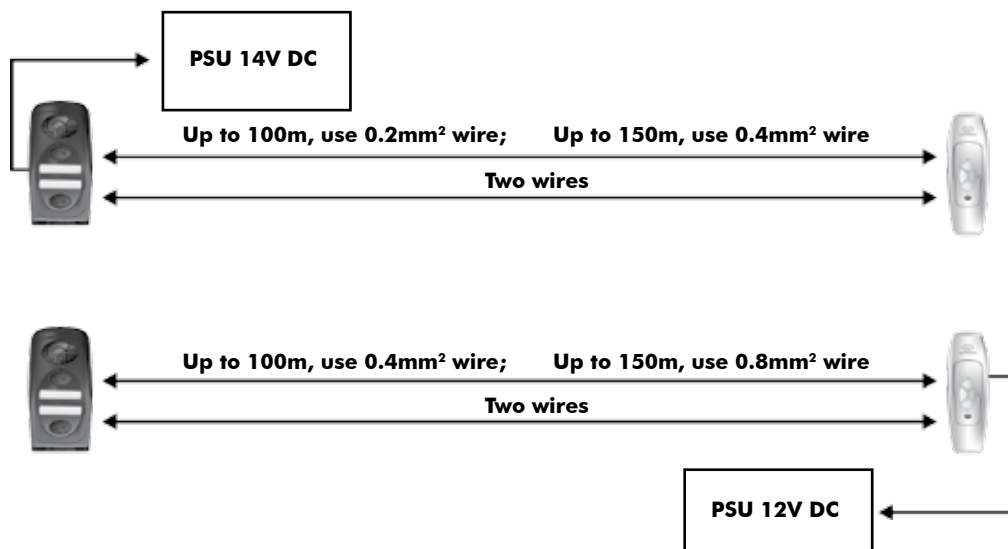 PSU 14V DC
Up to 100m, use 0.2mm² wire; Up to 150m, use 0.4mm² wire
Two wires
Up to 100m, use 0.4mm² wire; Up to 150m, use 0.8mm² wire
Two wires
PSU 12V DC